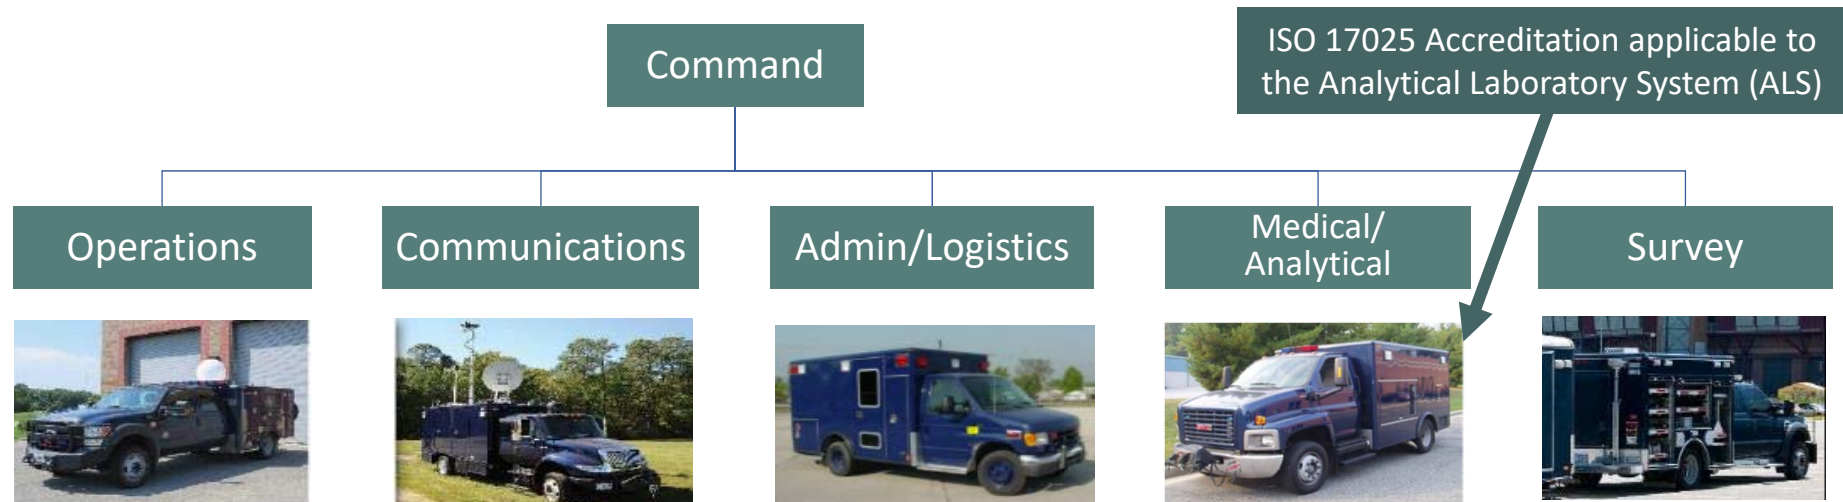 Command
ISO 17025 Accreditation applicable to
the Analytical Laboratory System (ALS)
Operations
Communications
Admin/Logistics
Medical/
Analytical
Survey